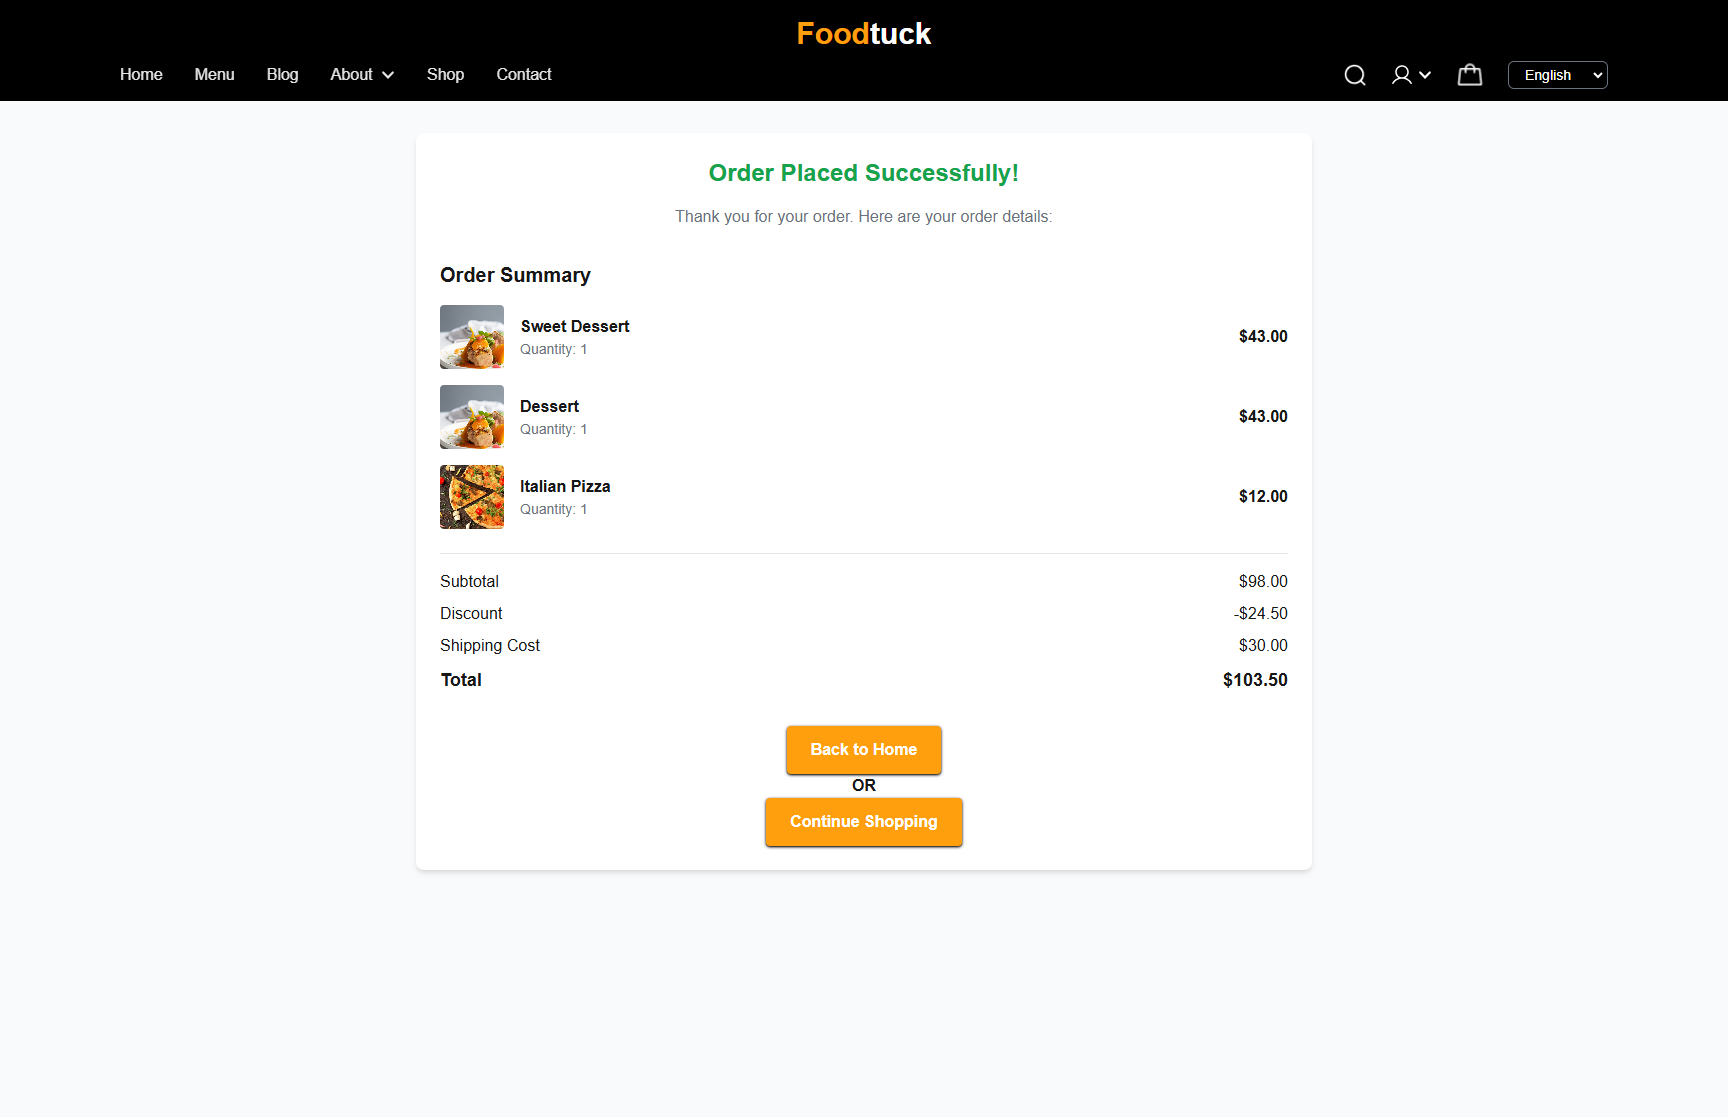 Foodtuck
Home Menu Blog About Shop Contact English
Order Placed Successfully!
Thank you for your order. Here are your order details:
Order Summary
Sweet Dessert
Quantity: 1
$43.00
Dessert
Quantity: 1
$43.00
Italian Pizza
Quantity: 1
$12.00
Subtotal $98.00
Discount -$24.50
Shipping Cost $30.00
Total $103.50
Back to Home
OR
Continue Shopping